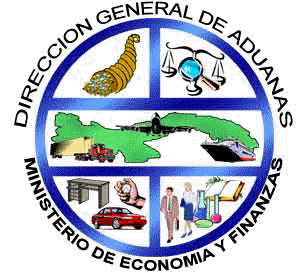 DIRECCION GENERAL DE ADUANAS
MINISTERIO DE ECONOMIA Y FINANZAS